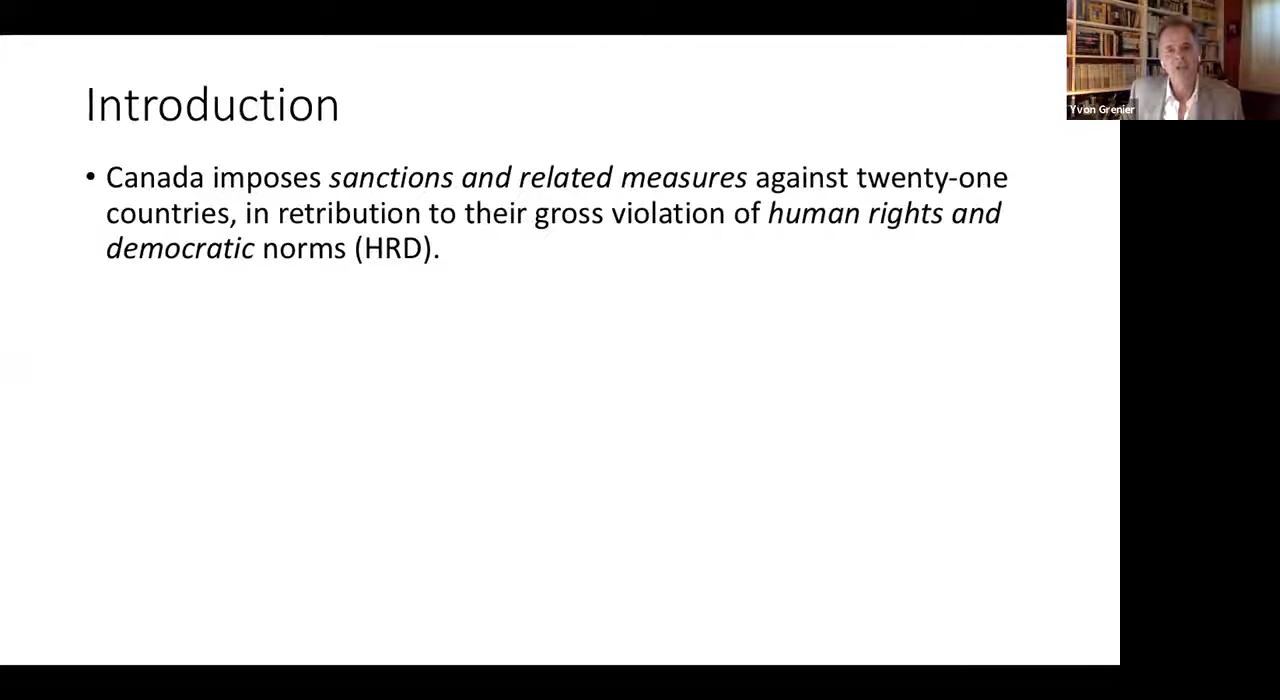 Introduction
• Canada imposes sanctions and related measures against twenty-one
countries, in retribution to their gross violation of human rights and
democratic norms (HRD).
Yvon Grenier